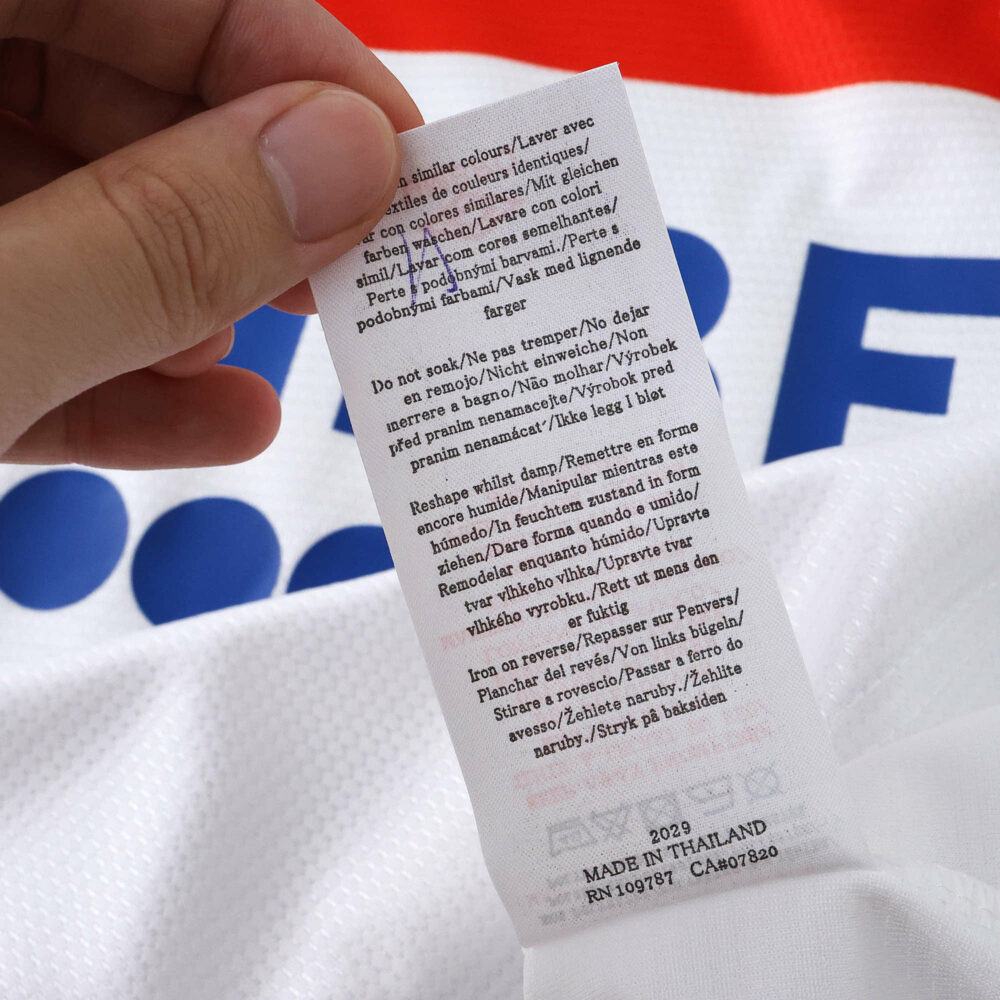 similar colours/Laver avec
extiles de couleurs identiques/
con colores similares/Mit gleichen
farben waschen/Lavare con colori
simil/Lavar com cores semelhantes/
Perte s podobnými barvami./Perte s
podobnými farbami/Vask med lignende
farger
Do not soak/Ne pas tremper/No dejar
en remojo/Nicht einweiche/Non
merrere a bagno/Não molhar/Výrobek
před pranim nenamacejte/Výrobok pred
pranim nenamácat'/Ikke legg I bløt
Reshape whilst damp/Remettre en forme
encore humide/Manipular mientras este
húmedo/In feuchtem zustand in form
ziehen/Dare forma quando e umido/
Remodelar enquanto húmido/Upravte
tvar vlhkeho vlhka/Upravte tvar
vlhkého vyrobku./Rett ut mens den
er fuktig
Iron on reverse/Repasser sur Penvers/
Planchar del revés/Von links bügeln/
Stirare a rovescio/Passar a ferro do
avesso/Žehlete naruby./Žehlite
naruby./Stryk på baksiden
2029
MADE IN THAILAND
RN 109787 CA#07820